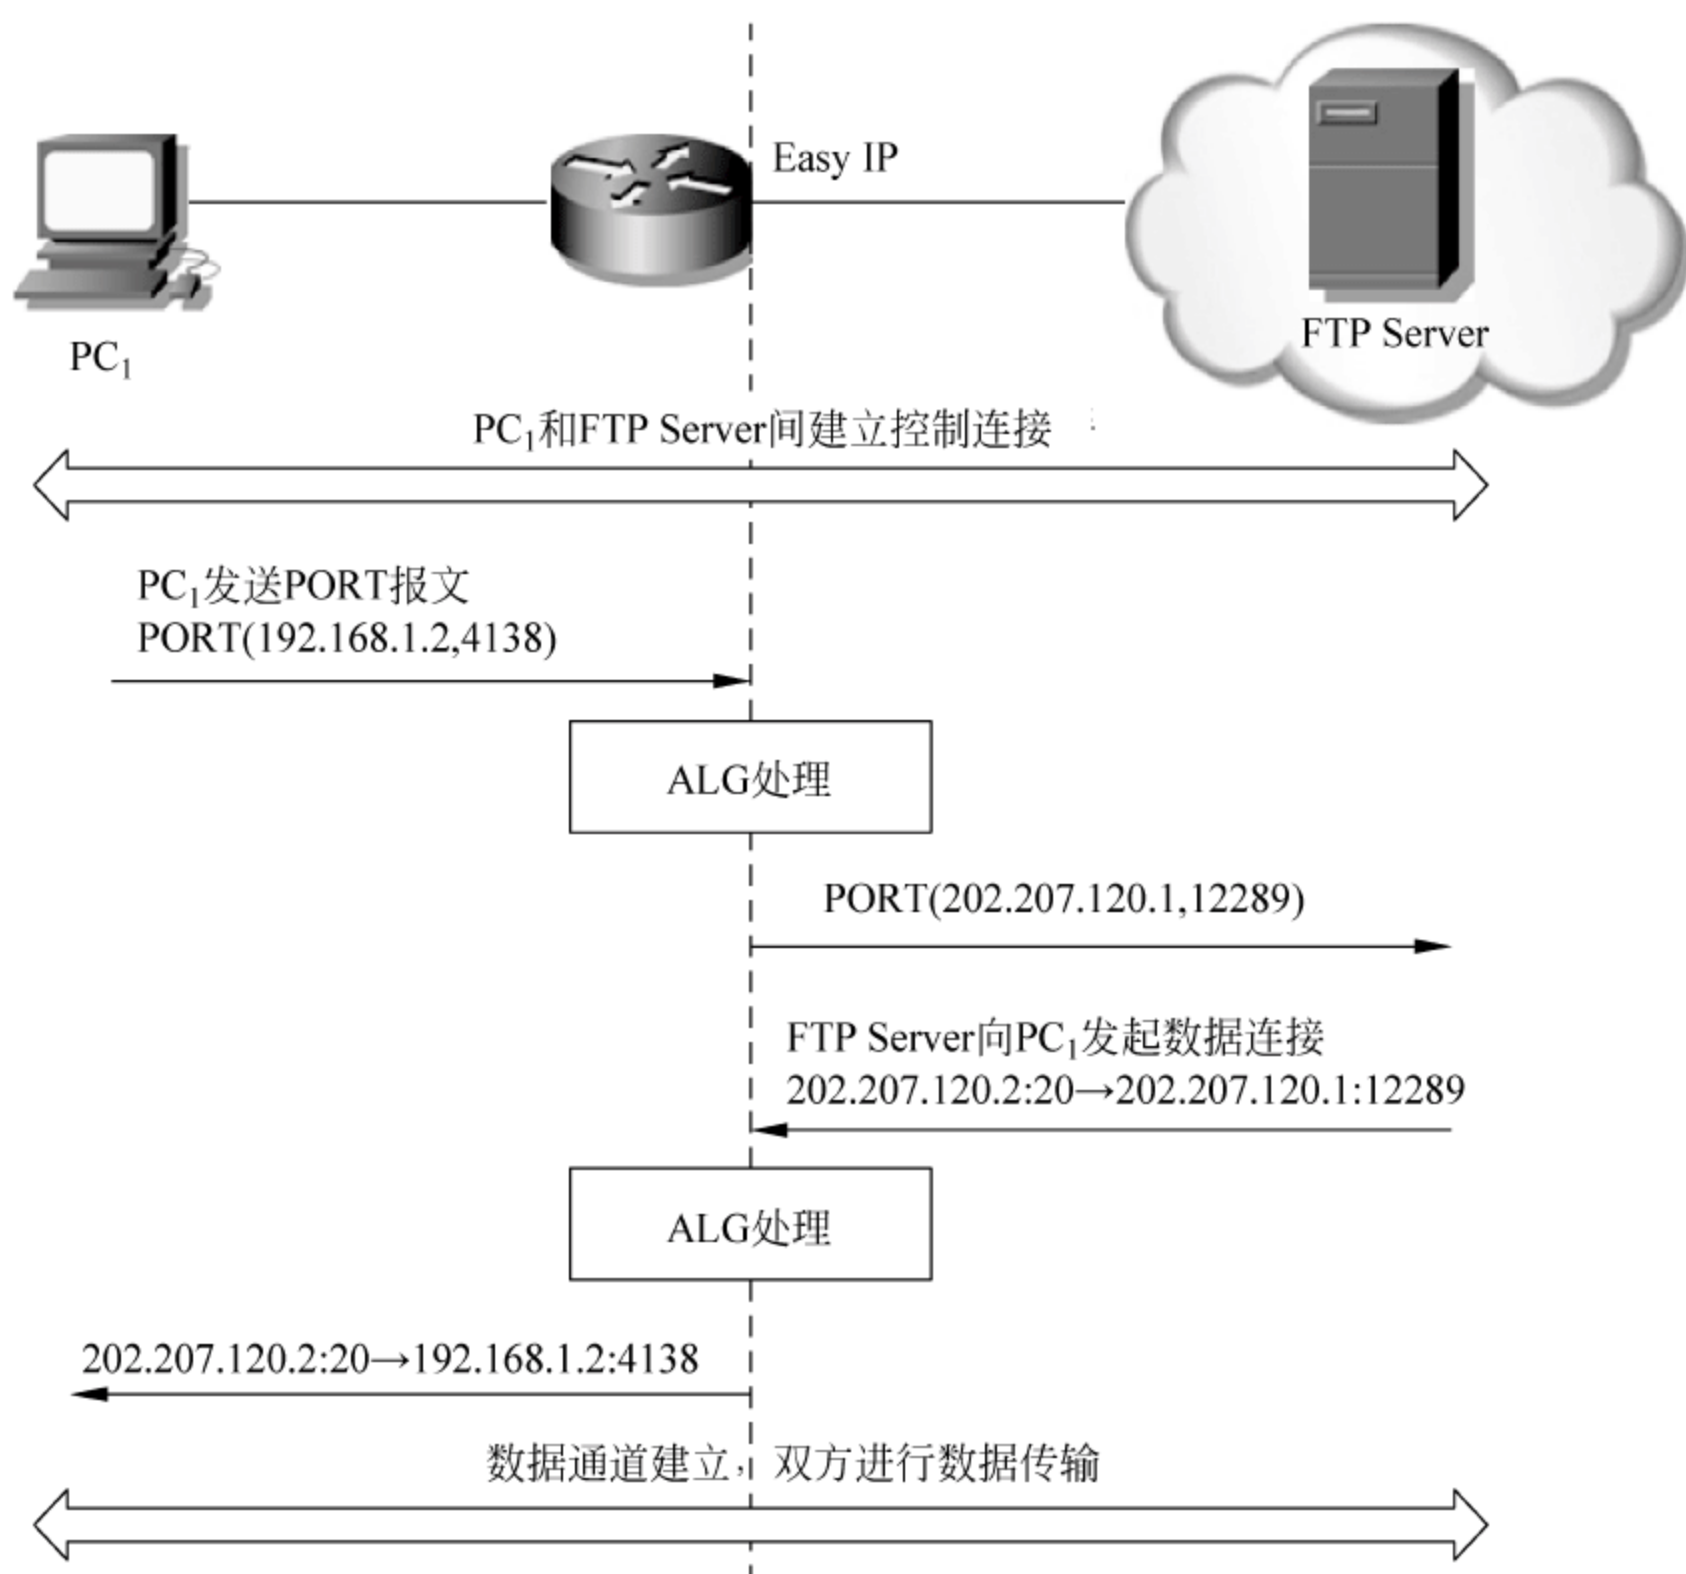 Easy IP
PC₁
FTP Server
PC₁和FTP Server间建立控制连接
PC₁发送PORT报文
PORT(192.168.1.2,4138)
ALG处理
PORT(202.207.120.1,12289)
FTP Server向PC₁发起数据连接
202.207.120.2:20→202.207.120.1:12289
ALG处理
202.207.120.2:20→192.168.1.2:4138
数据通道建立，双方进行数据传输